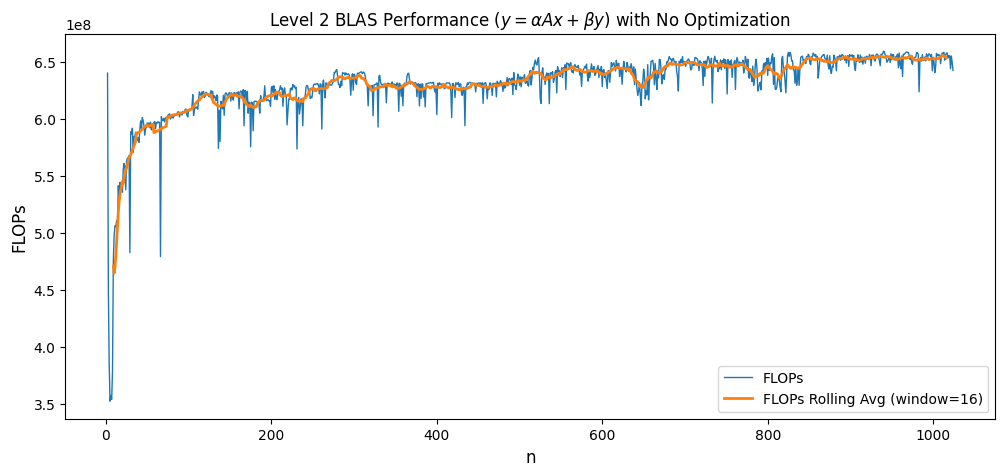 Level 2 BLAS Performance (y = αAx + βy) with No Optimization
1e8
6.5
6.0
5.5
5.0
4.5
4.0
3.5
FLOPs
0
200
400
600
800
1000
n
FLOPs
FLOPs Rolling Avg (window=16)